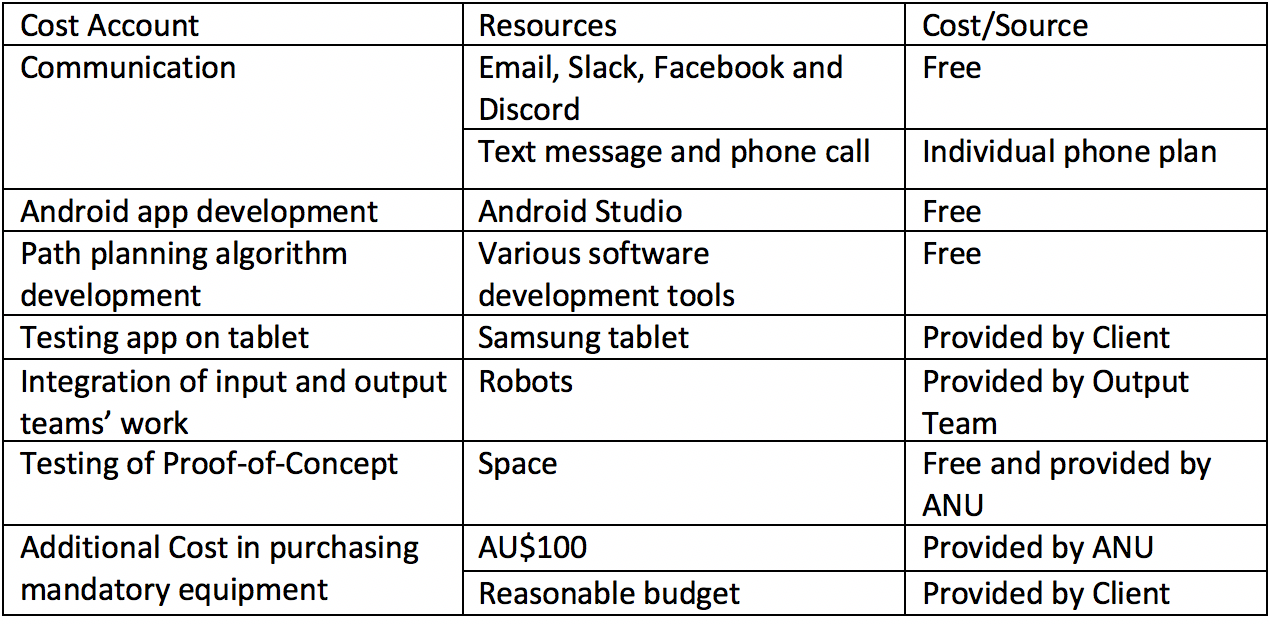 Cost Account Resources Cost/Source
Communication Email, Slack, Facebook and Free
Discord
Text message and phone call Individual phone plan
Android app development Android Studio Free
Path planning algorithm Various software Free
development development tools
Testing app on tablet Samsung tablet Provided by Client
Integration of input and output Robots Provided by Output
teams’ work Team
Testing of Proof-of-Concept Space Free and provided by
ANU
Additional Cost in purchasing AU$100 Provided by ANU
mandatory equipment Reasonable budget Provided by Client